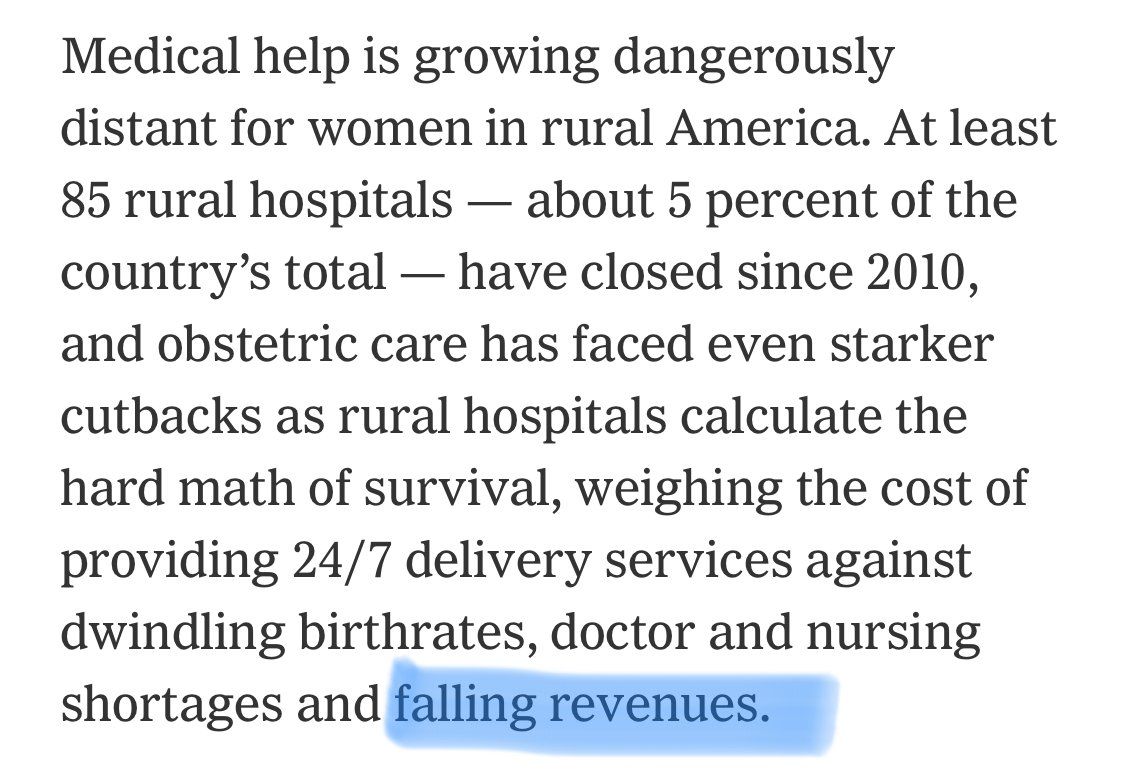 Medical help is growing dangerously
distant for women in rural America. At least
85 rural hospitals — about 5 percent of the
country’s total — have closed since 2010,
and obstetric care has faced even starker
cutbacks as rural hospitals calculate the
hard math of survival, weighing the cost of
providing 24/7 delivery services against
dwindling birthrates, doctor and nursing
shortages and falling revenues.